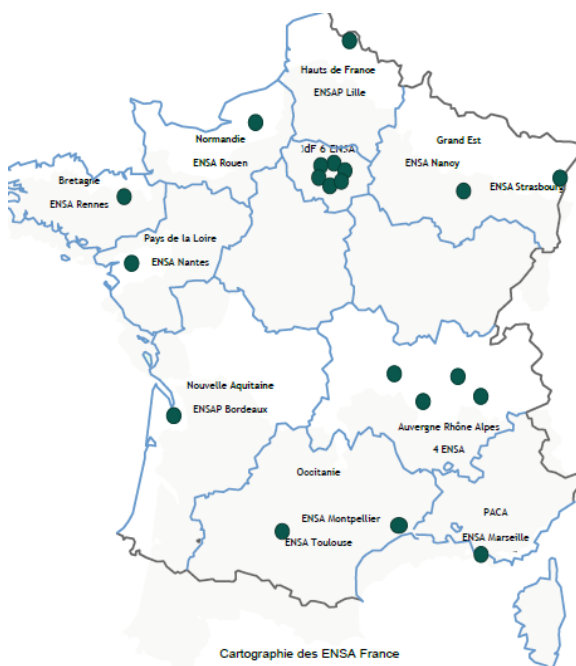 Hauts de France
ENSAP Lille
Normandie
ENSA Rouen
IdF 6 ENSA
Grand Est
ENSA Nancy
ENSA Strasbourg
Bretagne
ENSA Rennes
Pays de la Loire
ENSA Nantes
Nouvelle Aquitaine
ENSAP Bordeaux
Auvergne Rhône Alpes
4 ENSA
Occitanie
ENSA Montpellier
ENSA Toulouse
PACA
ENSA Marseille
Cartographie des ENSA France